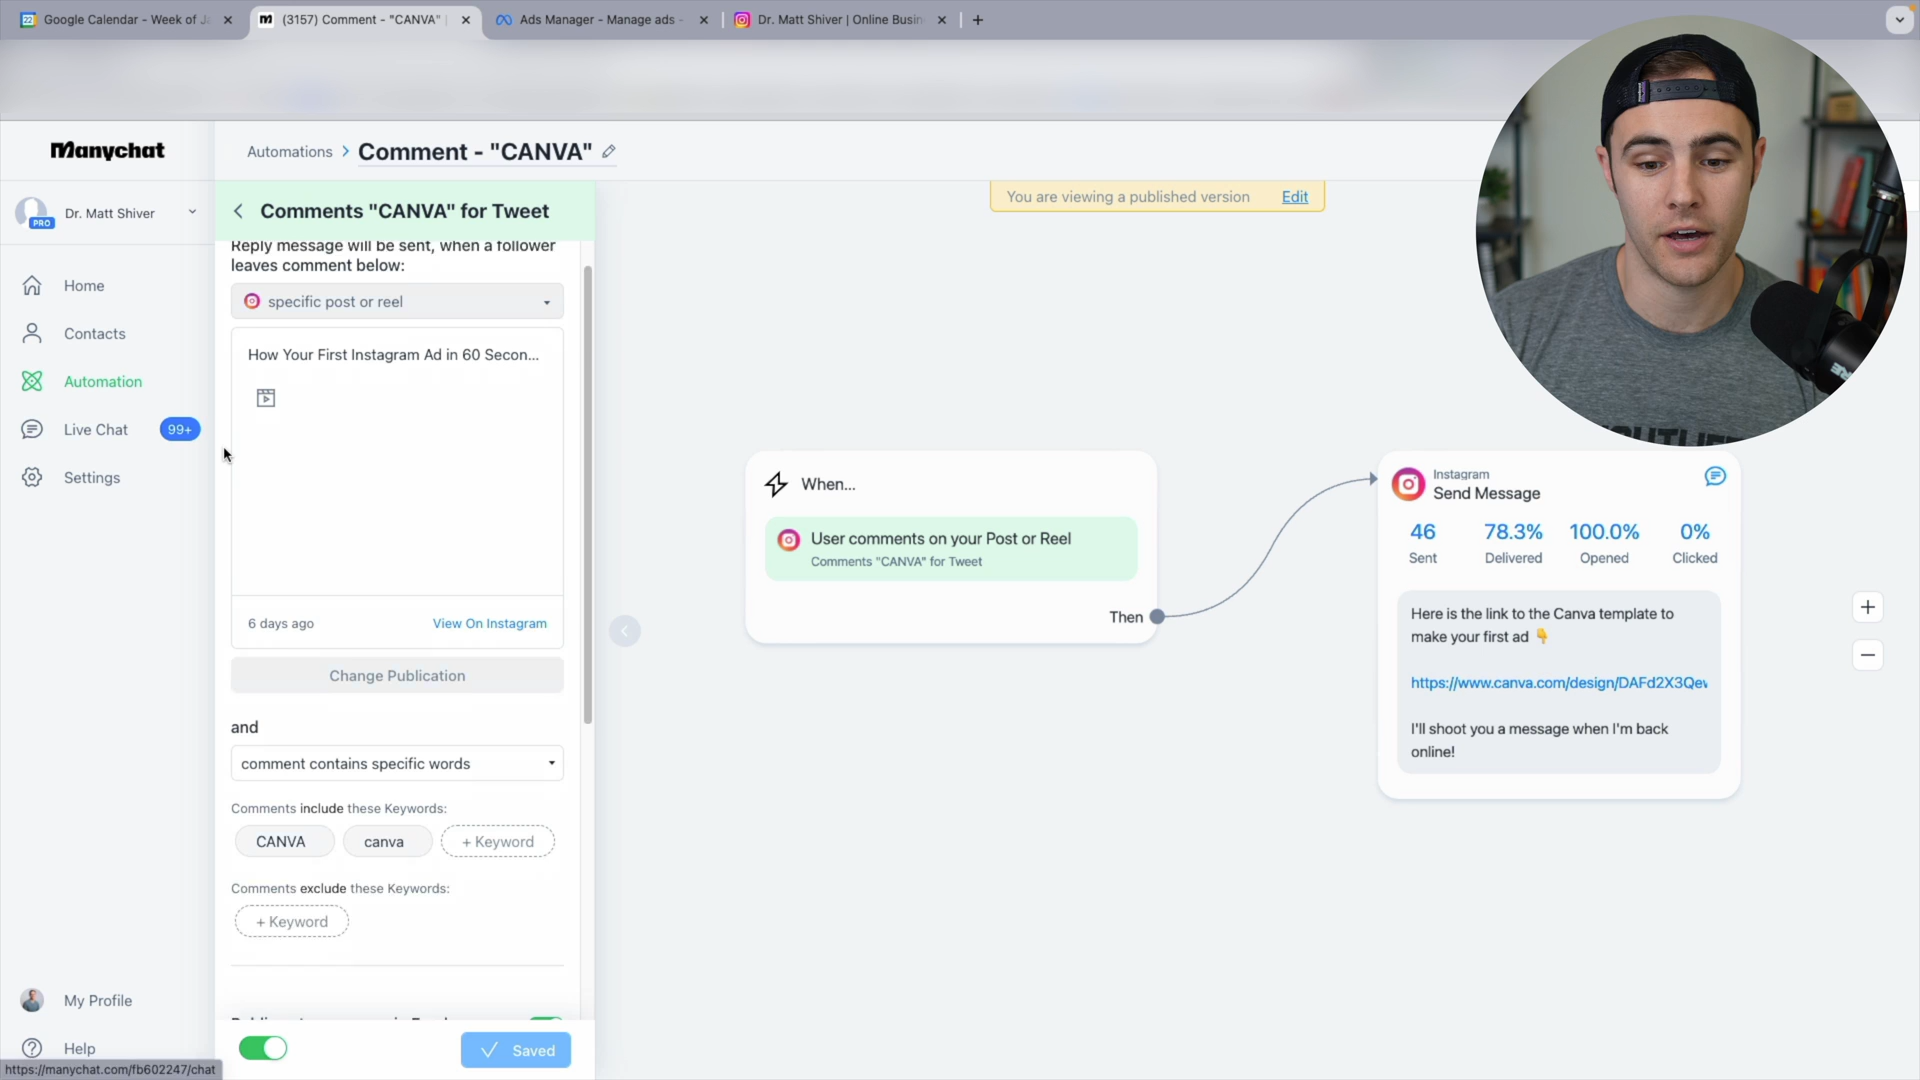 Google Calendar - Week of Ja
(3157) Comment - "CANVA"
Ads Manager - Manage ads -
Dr. Matt Shiver | Online Busin
Manychat
Automations > Comment - "CANVA"
PRO
Dr. Matt Shiver
Comments "CANVA" for Tweet
You are viewing a published version Edit
Reply message will be sent, when a follower
leaves comment below:
specific post or reel
Home
Contacts
Automation
Live Chat 99+
Settings
How Your First Instagram Ad in 60 Secon...
6 days ago View On Instagram
Change Publication
and
comment contains specific words
Comments include these Keywords:
CANVA canva + Keyword
Comments exclude these Keywords:
+ Keyword
When...
User comments on your Post or Reel
Comments "CANVA" for Tweet
Then
Instagram
Send Message
46 78.3% 100.0% 0%
Sent Delivered Opened Clicked
Here is the link to the Canva template to
make your first ad 👇
https://www.canva.com/design/DAFd2X3Qev
I'll shoot you a message when I'm back
online!
My Profile
Help
Saved
https://manychat.com/fb602247/chat